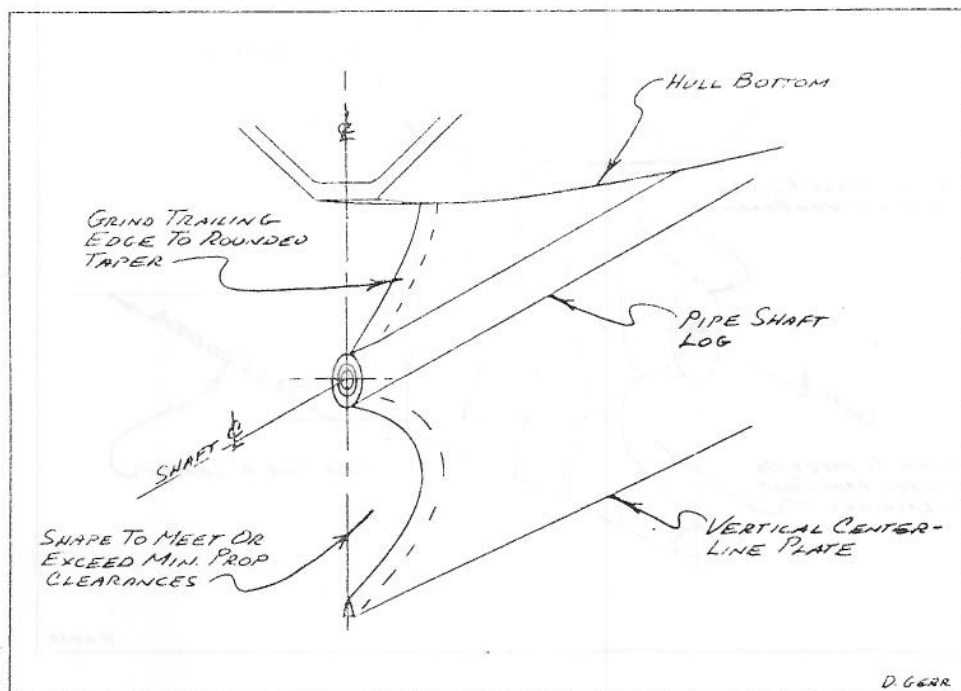 HULL BOTTOM
GRIND TRAILING
EDGE TO ROUNDED
TAPER
PIPE SHAFT
LOG
SHAFT ℄
SHAPE TO MEET OR
EXCEED MIN. PROP
CLEARANCES
VERTICAL CENTER-
LINE PLATE
D. GERR